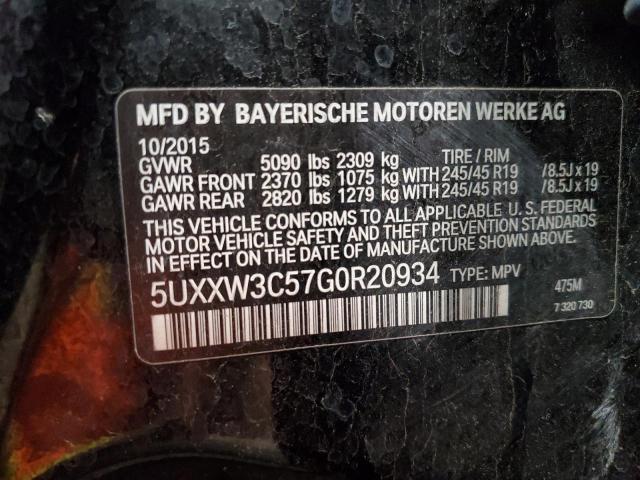 MFD BY BAYERISCHE MOTOREN WERKE AG
10/2015 TIRE / RIM
GVWR 5090 lbs 2309 kg
GAWR FRONT 2370 lbs 1075 kg WITH 245/45 R19 /8.5J x 19
GAWR REAR 2820 lbs 1279 kg WITH 245/45 R19 /8.5J x 19
THIS VEHICLE CONFORMS TO ALL APPLICABLE U. S. FEDERAL
MOTOR VEHICLE SAFETY AND THEFT PREVENTION STANDARDS
IN EFFECT ON THE DATE OF MANUFACTURE SHOWN ABOVE.
5UXXW3C57G0R20934 TYPE: MPV 475M
7 320 730